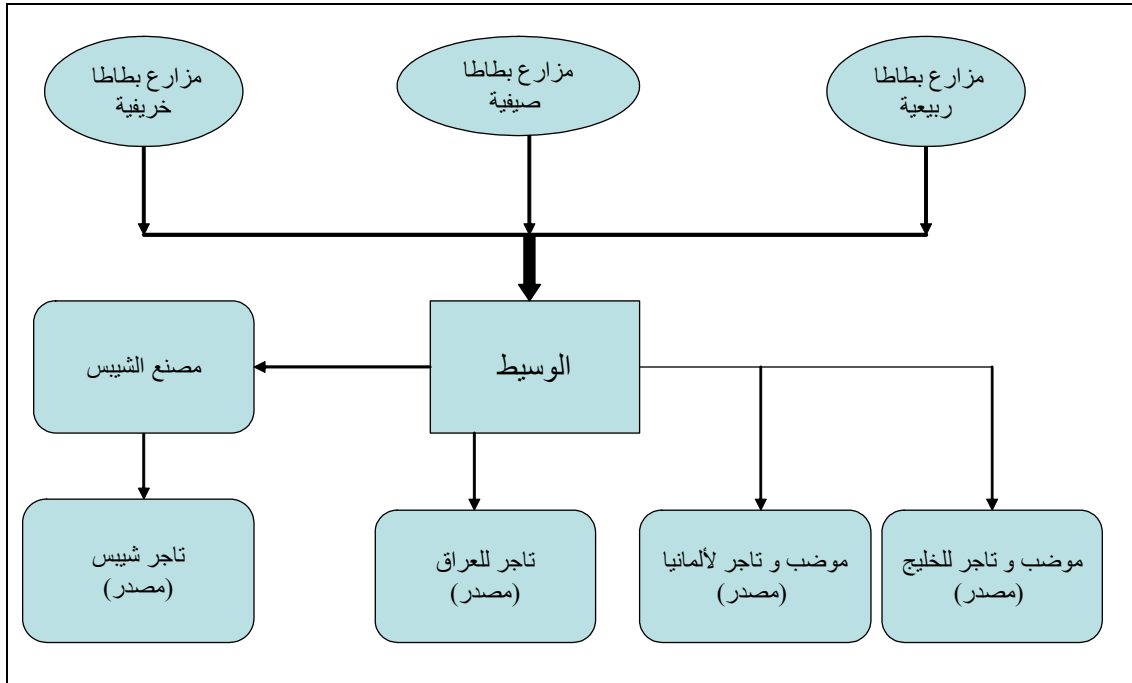 مزارع بطاطا
ربيعية
مزارع بطاطا
صيفية
مزارع بطاطا
خريفية
الوسيط
مصنع الشيبس
موضب و تاجر للخليج
(مصدر)
موضب و تاجر لألمانيا
(مصدر)
تاجر للعراق
(مصدر)
تاجر شيبس
(مصدر)